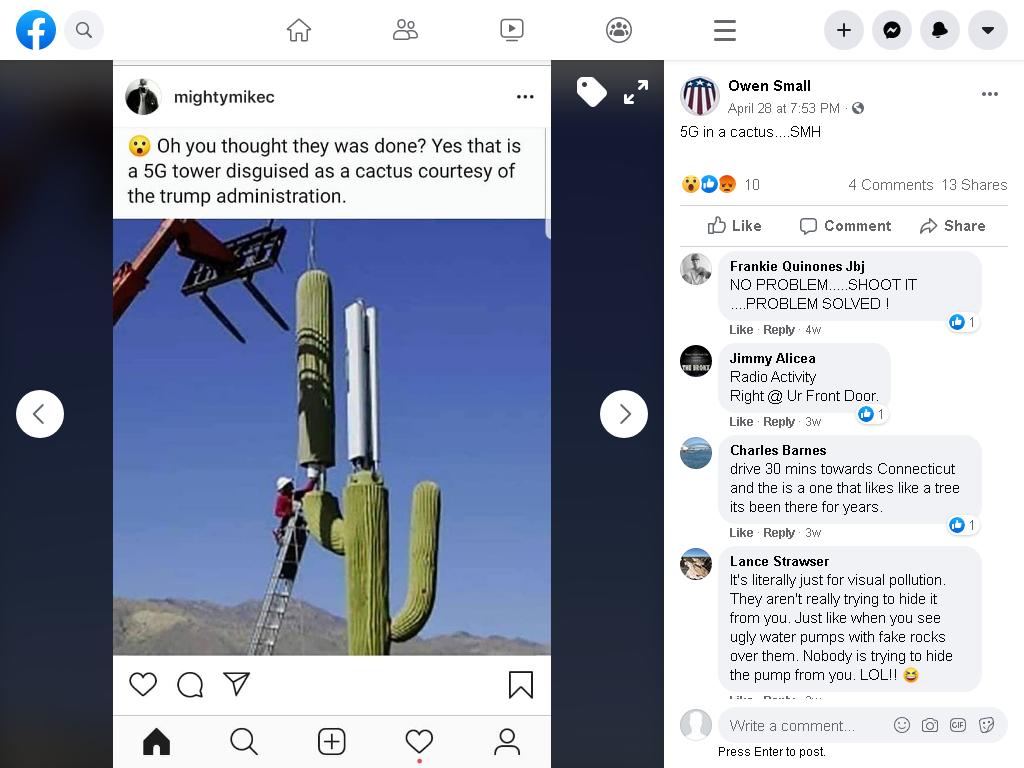 mightymikec
😮 Oh you thought they was done? Yes that is
a 5G tower disguised as a cactus courtesy of
the trump administration.
Owen Small
April 28 at 7:53 PM ·
5G in a cactus....SMH
10
4 Comments 13 Shares
Like Comment Share
Frankie Quinones Jbj
NO PROBLEM.....SHOOT IT
....PROBLEM SOLVED !
1
Like · Reply · 4w
Jimmy Alicea
Radio Activity
Right @ Ur Front Door.
1
Like · Reply · 3w
Charles Barnes
drive 30 mins towards Connecticut
and the is a one that likes like a tree
its been there for years.
1
Like · Reply · 3w
Lance Strawser
It's literally just for visual pollution.
They aren't really trying to hide it
from you. Just like when you see
ugly water pumps with fake rocks
over them. Nobody is trying to hide
the pump from you. LOL!! 😆
Like · Reply · 3w
Write a comment...
GIF
Press Enter to post.